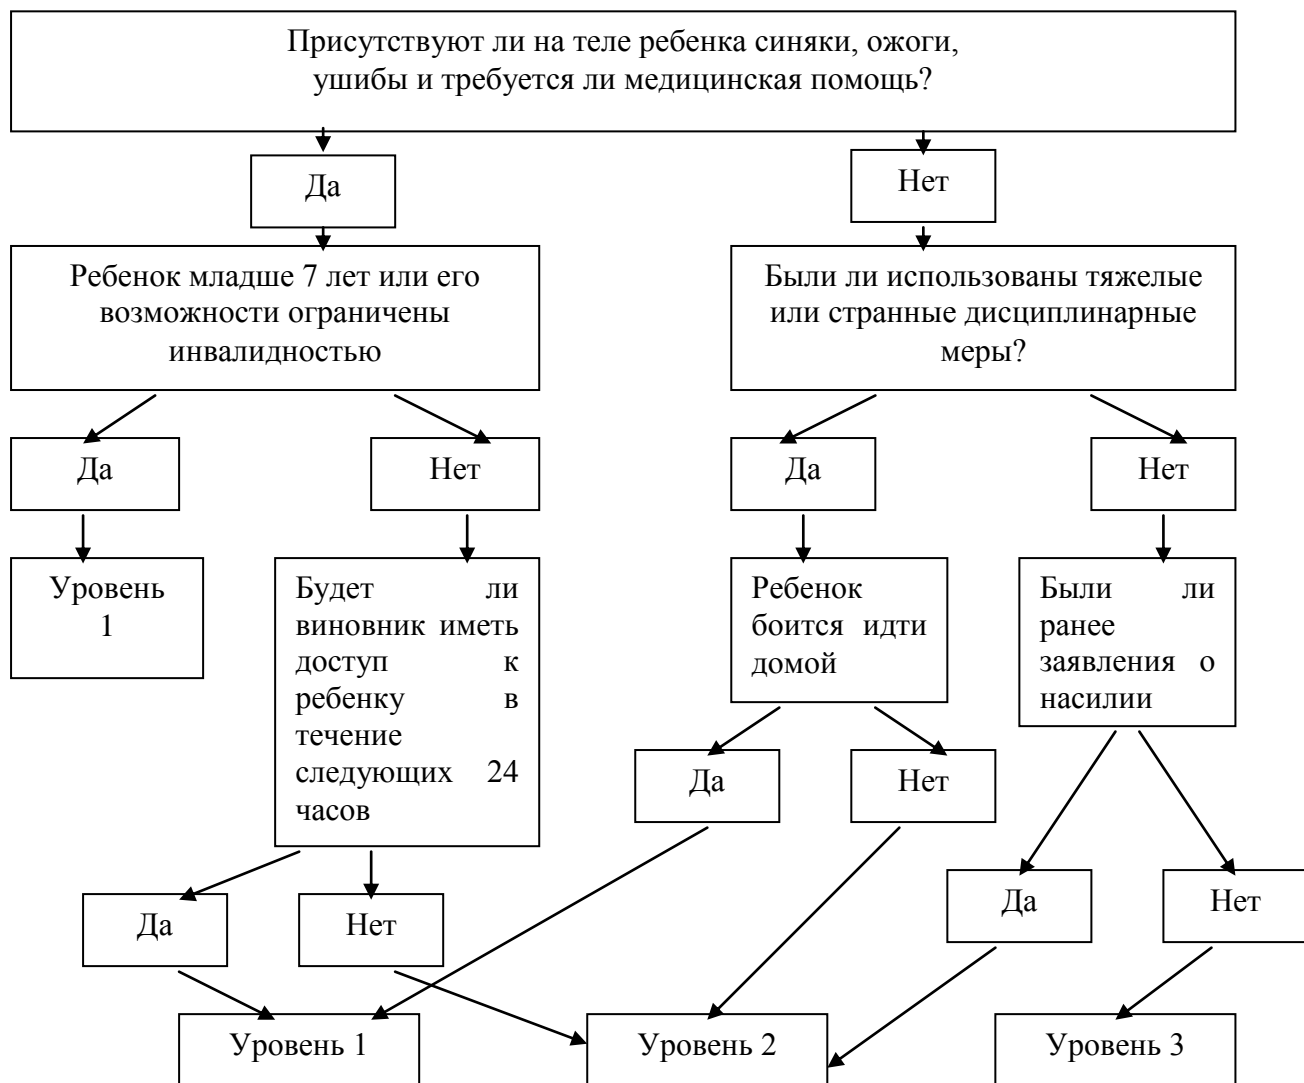 Присутствуют ли на теле ребенка синяки, ожоги,
ушибы и требуется ли медицинская помощь?
Да
Нет
Ребенок младше 7 лет или его
возможности ограничены
инвалидностью
Были ли использованы тяжелые
или странные дисциплинарные
меры?
Да
Нет
Да
Нет
Уровень
1
Будет ли
виновник иметь
доступ к
ребенку в
течение
следующих 24
часов
Ребенок
боится идти
домой
Были ли
ранее
заявления о
насилии
Да
Нет
Да
Нет
Да
Нет
Уровень 1
Уровень 2
Уровень 3